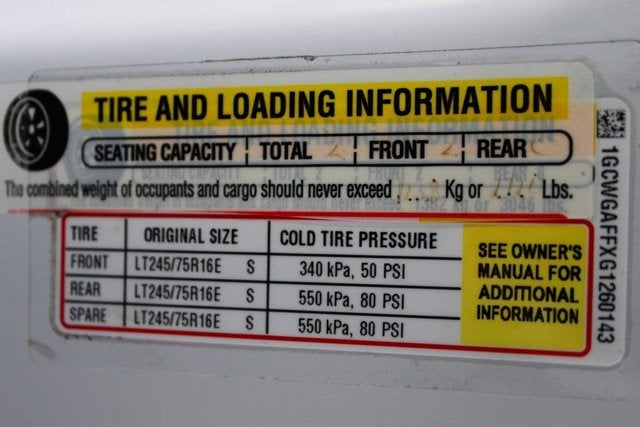 TIRE AND LOADING INFORMATION
SEATING CAPACITY TOTAL 2 FRONT 2 REAR
The combined weight of occupants and cargo should never exceed Kg or Lbs.
TIRE ORIGINAL SIZE COLD TIRE PRESSURE
FRONT LT245/75R16E S 340 kPa, 50 PSI
REAR LT245/75R16E S 550 kPa, 80 PSI
SPARE LT245/75R16E S 550 kPa, 80 PSI
SEE OWNER'S
MANUAL FOR
ADDITIONAL
INFORMATION
1GCWGAFFXG1260143